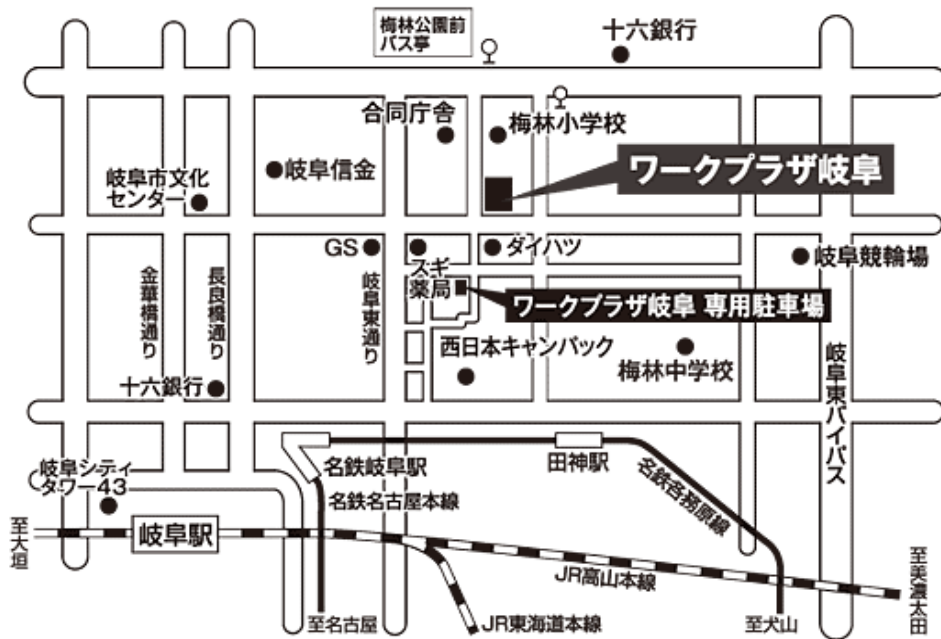 梅林公園前
バス亭
十六銀行
合同庁舎
梅林小学校
岐阜信金
ワークプラザ岐阜
岐阜市文化
センター
GS
スギ
薬局
ダイハツ
岐阜競輪場
金華橋通り
長良橋通り
岐阜東通り
ワークプラザ岐阜 専用駐車場
西日本キャンパック
梅林中学校
岐阜東バイパス
十六銀行
岐阜シティ
タワー43
名鉄岐阜駅
田神駅
名鉄各務原線
名鉄名古屋本線
至大垣
岐阜駅
JR高山本線
至美濃太田
至名古屋
JR東海道本線
至犬山